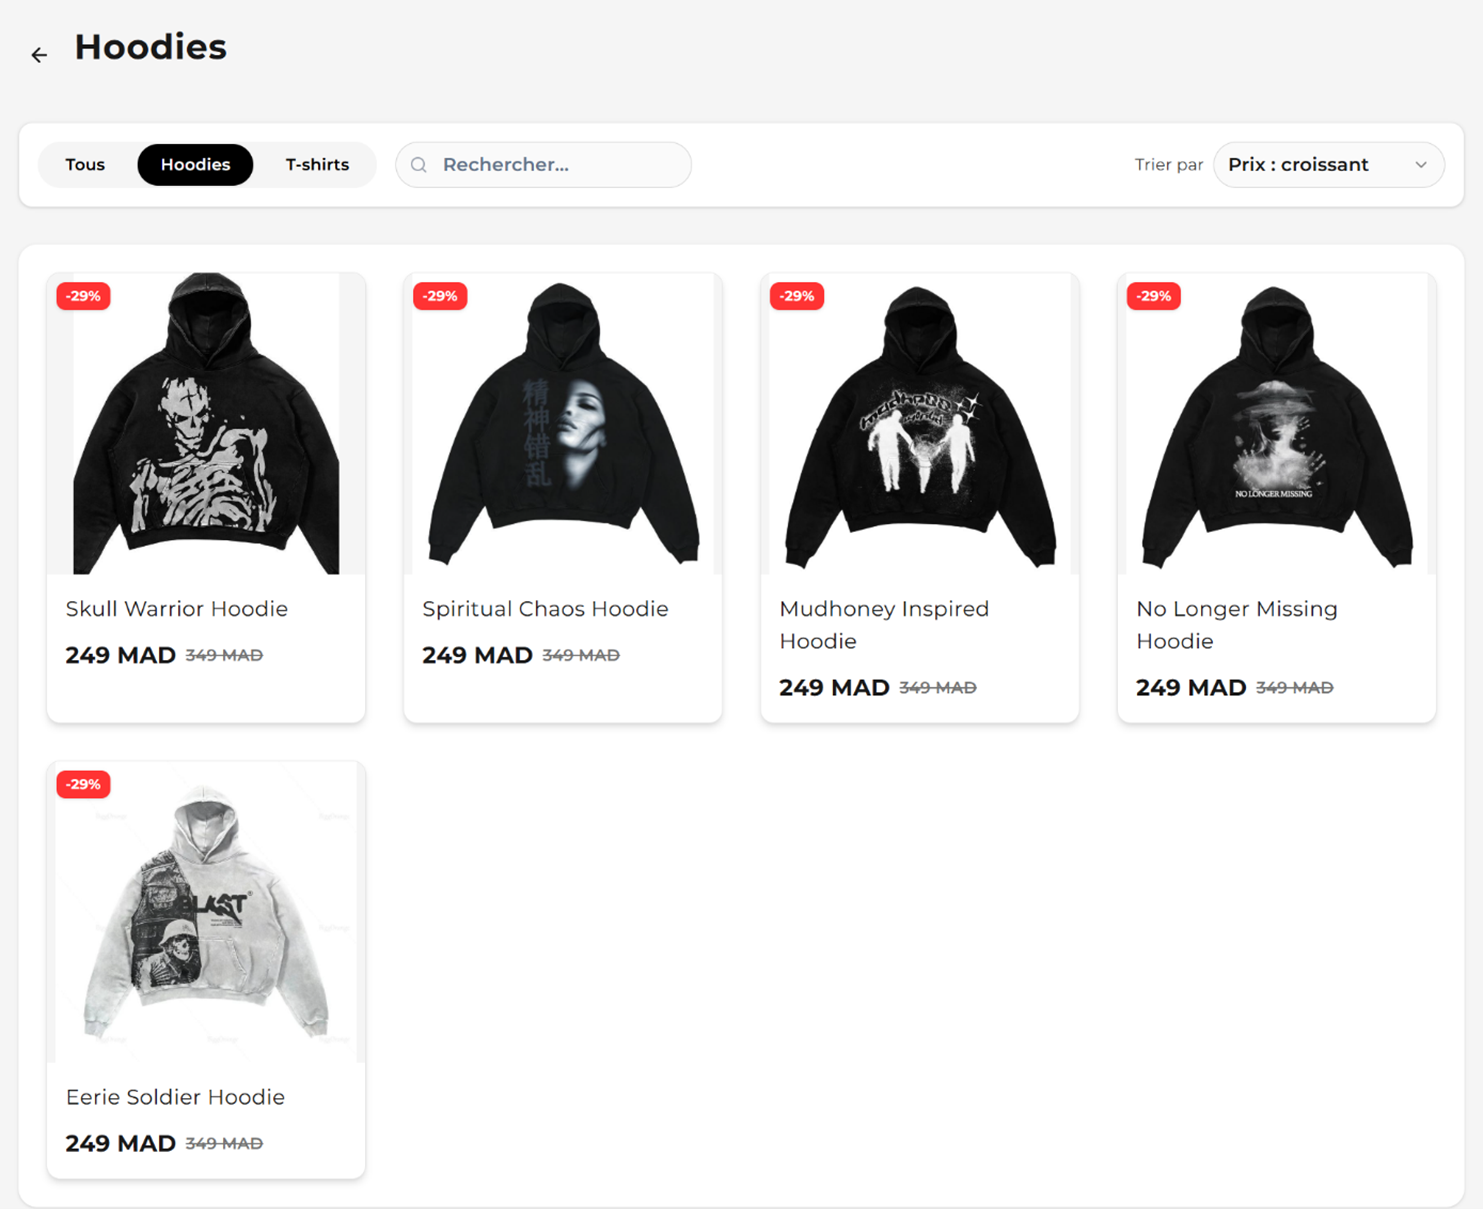 Hoodies
Tous
Hoodies
T-shirts
Rechercher...
Trier par
Prix : croissant
-29%
-29%
-29%
-29%
精神错乱
NO LONGER MISSING
Skull Warrior Hoodie
249 MAD 349 MAD
Spiritual Chaos Hoodie
249 MAD 349 MAD
Mudhoney Inspired
Hoodie
249 MAD 349 MAD
No Longer Missing
Hoodie
249 MAD 349 MAD
-29%
BLAST
Eerie Soldier Hoodie
249 MAD 349 MAD